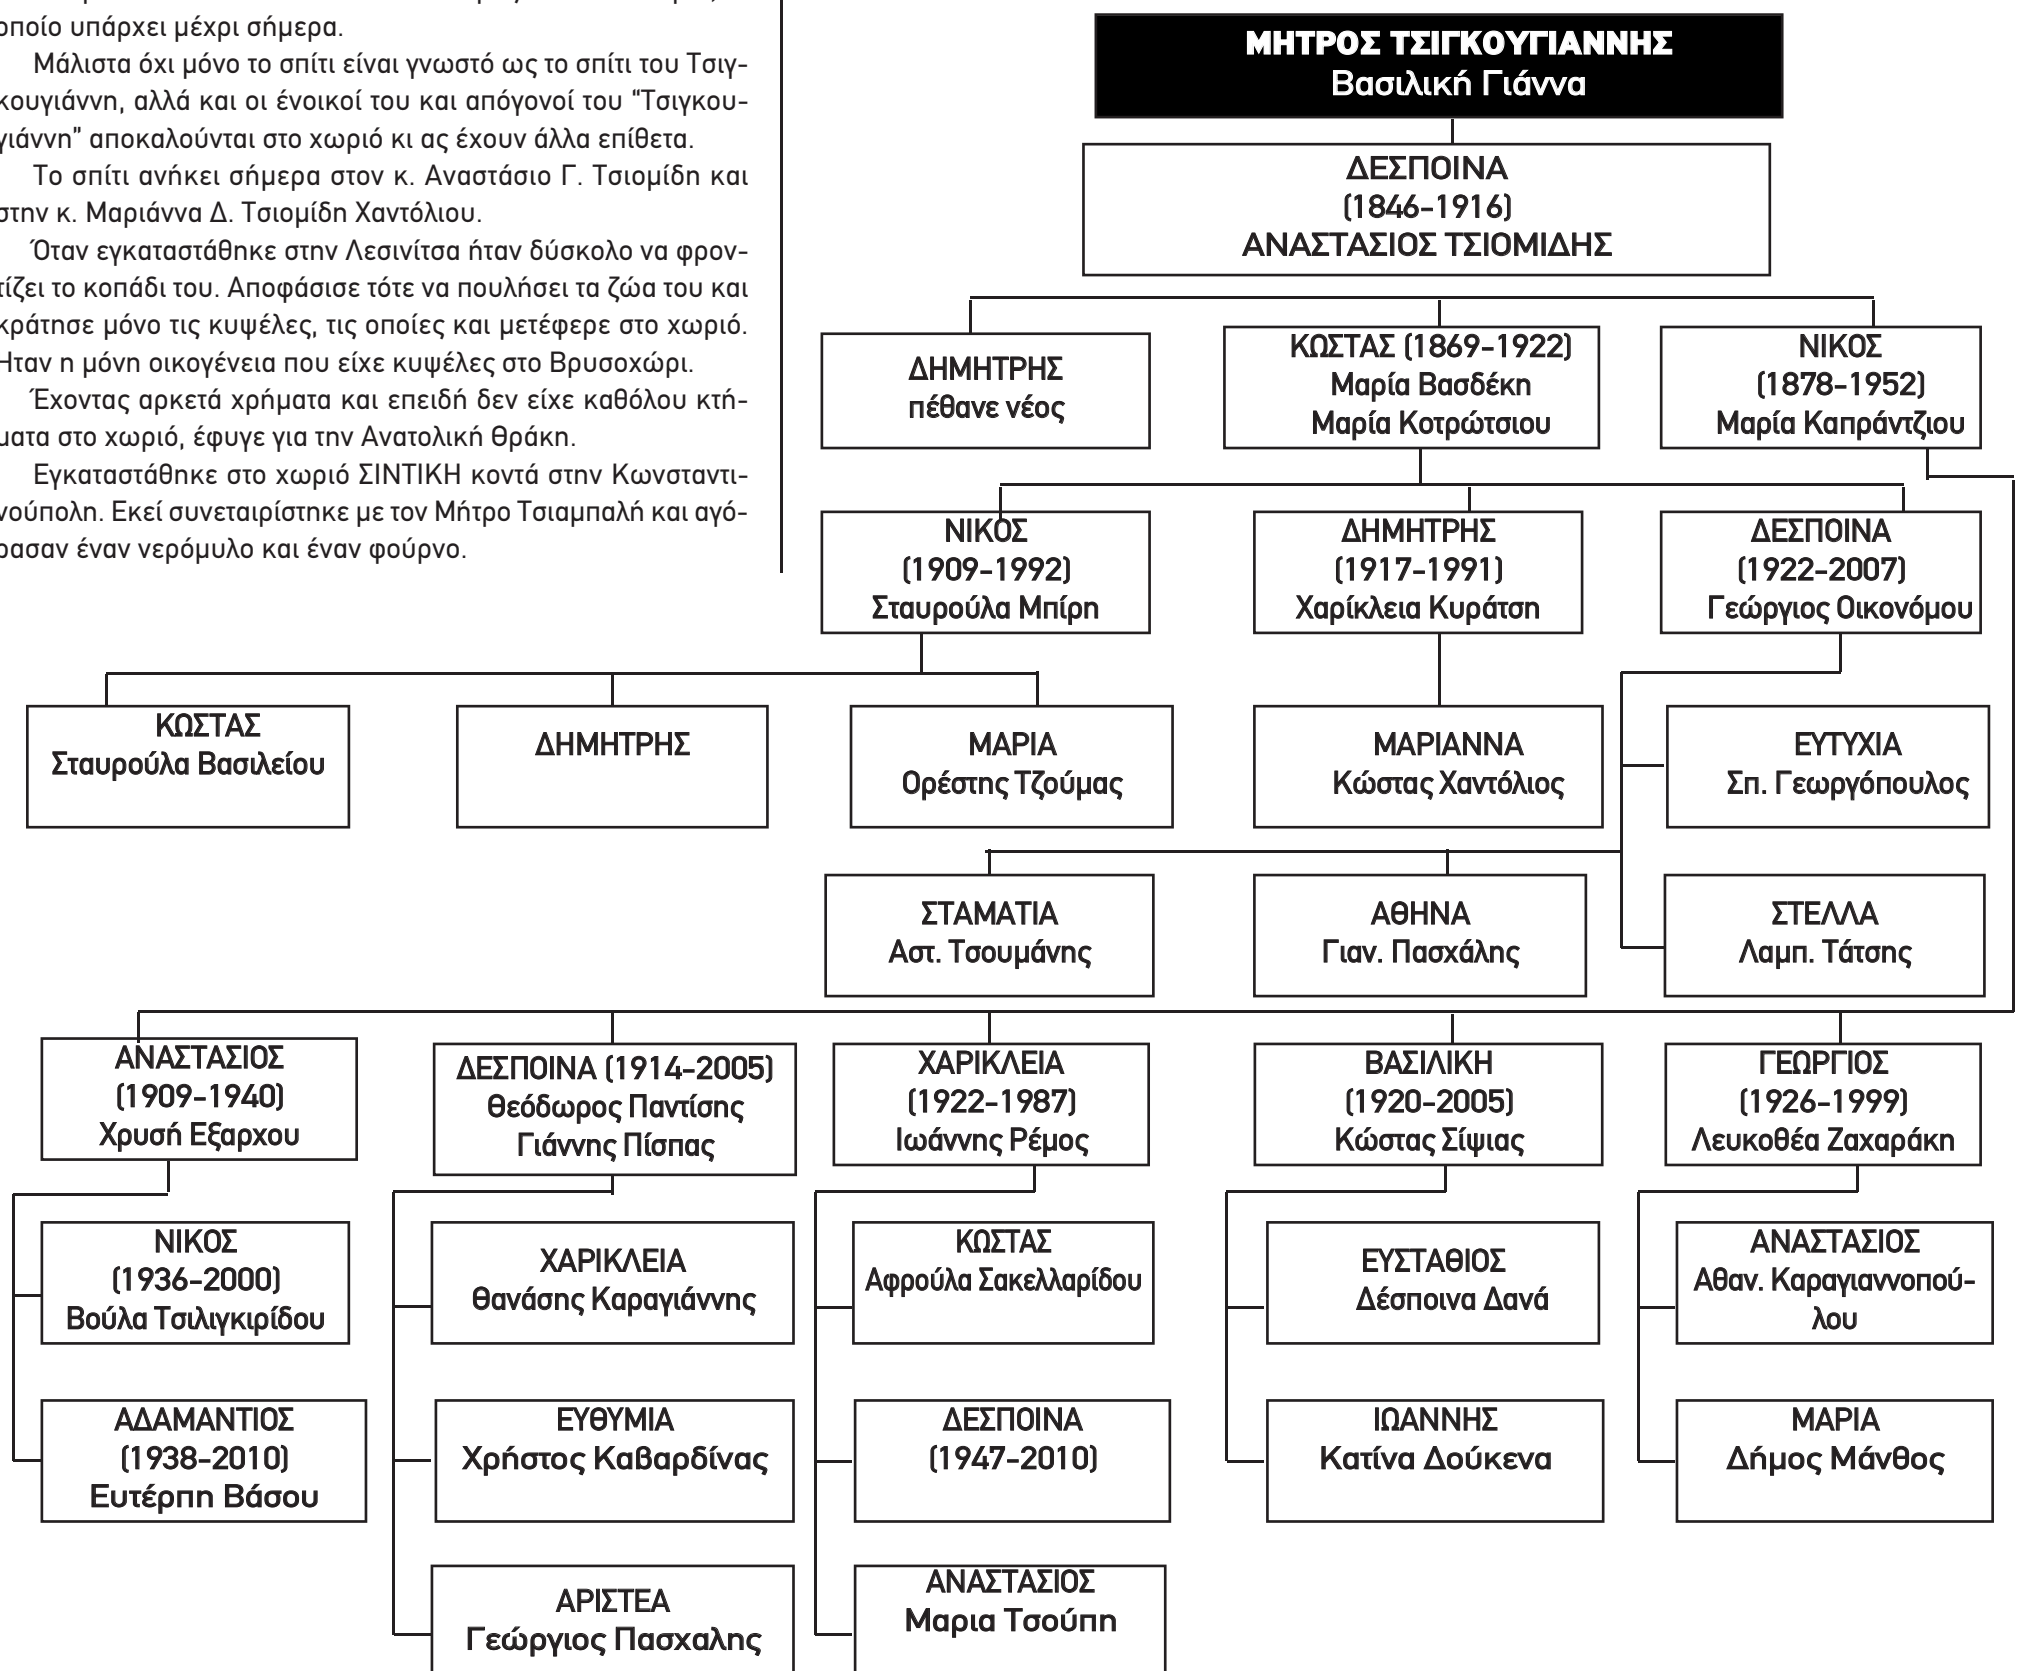 οποίο υπάρχει μέχρι σήμερα.
Μάλιστα όχι μόνο το σπίτι είναι γνωστό ως το σπίτι του Τσιγ-
κουγιάννη, αλλά και οι ένοικοί του και απόγονοί του “Τσιγκου-
γιάννη” αποκαλούνται στο χωριό κι ας έχουν άλλα επίθετα.
Το σπίτι ανήκει σήμερα στον κ. Αναστάσιο Γ. Τσιομίδη και
στην κ. Μαριάννα Δ. Τσιομίδη Χαντόλιου.
Όταν εγκαταστάθηκε στην Λεσινίτσα ήταν δύσκολο να φρον-
τίζει το κοπάδι του. Αποφάσισε τότε να πουλήσει τα ζώα του και
κράτησε μόνο τις κυψέλες, τις οποίες και μετέφερε στο χωριό.
Ήταν η μόνη οικογένεια που είχε κυψέλες στο Βρυσοχώρι.
Έχοντας αρκετά χρήματα και επειδή δεν είχε καθόλου κτή-
ματα στο χωριό, έφυγε για την Ανατολική Θράκη.
Εγκαταστάθηκε στο χωριό ΣΙΝΤΙΚΗ κοντά στην Κωνσταντι-
νούπολη. Εκεί συνεταιρίστηκε με τον Μήτρο Τσιαμπαλή και αγό-
ρασαν έναν νερόμυλο και έναν φούρνο.
ΜΗΤΡΟΣ ΤΣΙΓΚΟΥΓΙΑΝΝΗΣ
Βασιλική Γιάννα
ΔΕΣΠΟΙΝΑ
(1846-1916)
ΑΝΑΣΤΑΣΙΟΣ ΤΣΙΟΜΙΔΗΣ
ΔΗΜΗΤΡΗΣ
πέθανε νέος
ΚΩΣΤΑΣ (1869-1922)
Μαρία Βασδέκη
Μαρία Κοτρώτσιου
ΝΙΚΟΣ
(1878-1952)
Μαρία Καπράντζιου
ΝΙΚΟΣ
(1909-1992)
Σταυρούλα Μπίρη
ΔΗΜΗΤΡΗΣ
(1917-1991)
Χαρίκλεια Κυράτση
ΔΕΣΠΟΙΝΑ
(1922-2007)
Γεώργιος Οικονόμου
ΚΩΣΤΑΣ
Σταυρούλα Βασιλείου
ΔΗΜΗΤΡΗΣ
ΜΑΡΙΑ
Ορέστης Τζούμας
ΜΑΡΙΑΝΝΑ
Κώστας Χαντόλιος
ΕΥΤΥΧΙΑ
Σπ. Γεωργόπουλος
ΣΤΑΜΑΤΙΑ
Αστ. Τσουμάνης
ΑΘΗΝΑ
Γιαν. Πασχάλης
ΣΤΕΛΛΑ
Λαμπ. Τάτσης
ΑΝΑΣΤΑΣΙΟΣ
(1909-1940)
Χρυσή Εξαρχου
ΔΕΣΠΟΙΝΑ (1914-2005)
Θεόδωρος Παντίσης
Γιάννης Πίσπας
ΧΑΡΙΚΛΕΙΑ
(1922-1987)
Ιωάννης Ρέμος
ΒΑΣΙΛΙΚΗ
(1920-2005)
Κώστας Σίψιας
ΓΕΩΡΓΙΟΣ
(1926-1999)
Λευκοθέα Ζαχαράκη
ΝΙΚΟΣ
(1936-2000)
Βούλα Τσιλιγκιρίδου
ΧΑΡΙΚΛΕΙΑ
Θανάσης Καραγιάννης
ΚΩΣΤΑΣ
Αφρούλα Σακελλαρίδου
ΕΥΣΤΑΘΙΟΣ
Δέσποινα Δανά
ΑΝΑΣΤΑΣΙΟΣ
Αθαν. Καραγιαννοπού-
λου
ΑΔΑΜΑΝΤΙΟΣ
(1938-2010)
Ευτέρπη Βάσου
ΕΥΘΥΜΙΑ
Χρήστος Καβαρδίνας
ΔΕΣΠΟΙΝΑ
(1947-2010)
ΙΩΑΝΝΗΣ
Κατίνα Δούκενα
ΜΑΡΙΑ
Δήμος Μάνθος
ΑΡΙΣΤΕΑ
Γεώργιος Πασχαλης
ΑΝΑΣΤΑΣΙΟΣ
Μαρια Τσούπη